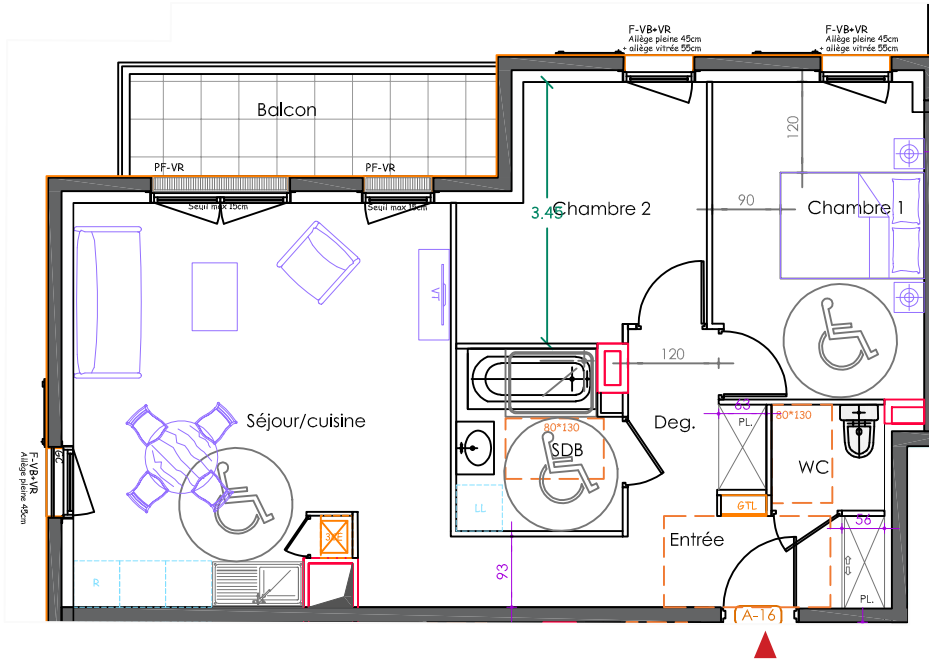 F-VB+VR
Allège pleine 45cm
+ allège vitrée 55cm
F-VB+VR
Allège pleine 45cm
+ allège vitrée 55cm
Balcon
120
PF-VR
PF-VR
Seuil max 15cm
Seuil max 15cm
3.45
Chambre 2
90
Chambre 1
VT
120
Séjour/cuisine
80*130
SDB
Deg.
63
PL.
80*130
WC
F-VB+VR
Allège pleine 45cm
GC
LL
GTL
56
Entrée
93
R
PL.
A-16